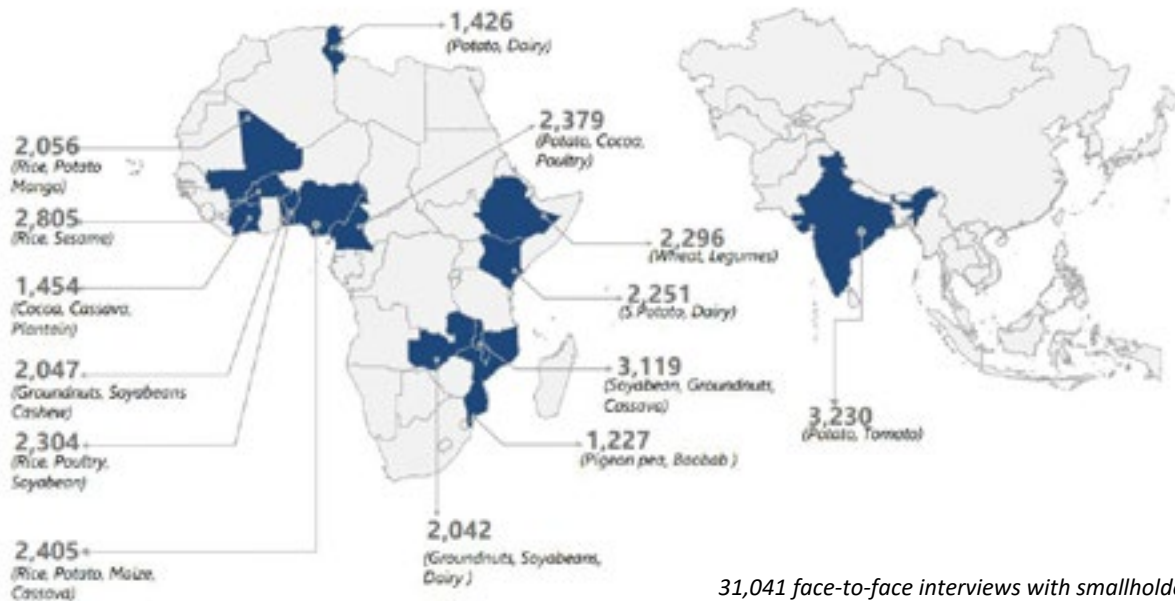 1,426
(Potato, Dairy)
2,379
(Potato, Cocoa,
Poultry)
2,056
(Rice, Potato
Mango)
2,805
(Rice, Sesame)
1,454
(Cocoa, Cassava,
Plantain)
2,047
(Groundnuts, Soyabeans
Cashew)
2,304
(Rice, Poultry,
Soyabean)
2,405
(Rice, Potato, Maize,
Cassava)
2,296
(Wheat, Legumes)
2,251
(S.Potato, Dairy)
3,119
(Soyabean, Groundnuts,
Cassava)
1,227
(Pigeon pea, Baobab )
2,042
(Groundnuts, Soyabeans,
Dairy )
3,230
(Potato, Tomato)
31,041 face-to-face interviews with smallhold